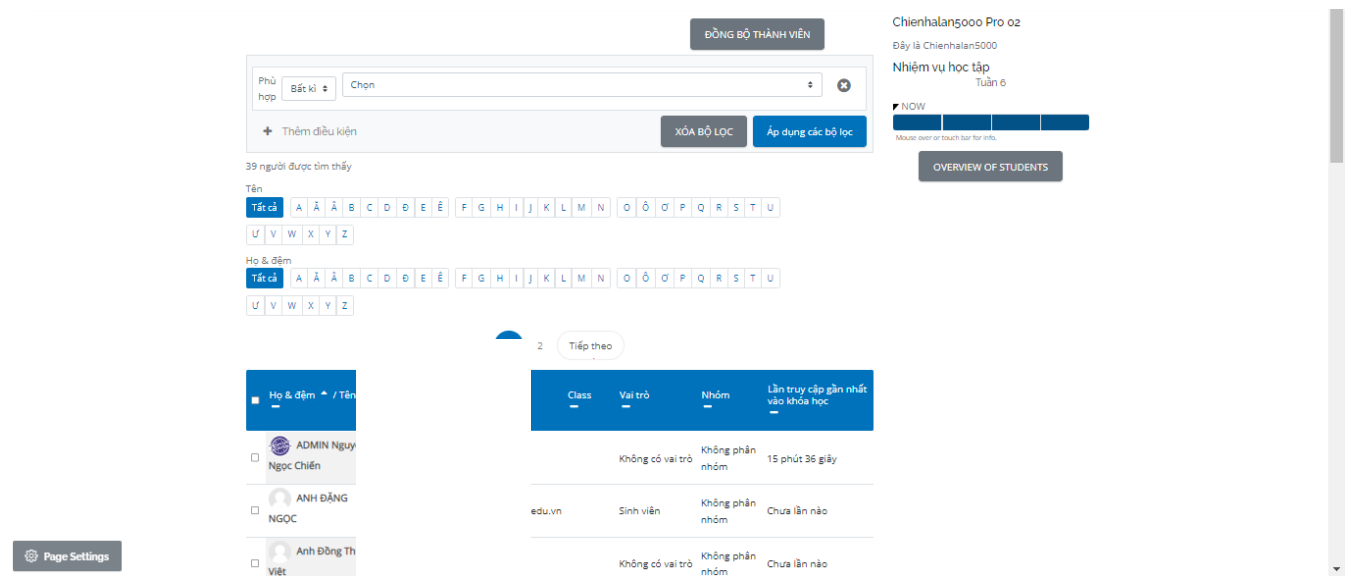 ĐỒNG BỘ THÀNH VIÊN
Phù hợp
Bất kì
Chọn
Thêm điều kiện
XÓA BỘ LỌC
Áp dụng các bộ lọc
39 người được tìm thấy
Tên
Tất cả A Ă Â B C D Đ E Ê F G H I J K L M N O Ô Ơ P Q R S T U
Ư V W X Y Z
Họ & đệm
Tất cả A Ă Â B C D Đ E Ê F G H I J K L M N O Ô Ơ P Q R S T U
Ư V W X Y Z
2 Tiếp theo
Họ & đệm / Tên Class Vai trò Nhóm Lần truy cập gần nhất
vào khóa học
ADMIN
Ngọc Chiến Không có vai trò Không phân
nhóm 15 phút 36 giây
ANH ĐẶNG
NGỌC edu.vn Sinh viên Không phân
nhóm Chưa lần nào
Anh Đồng
Việt Không có vai trò Không phân
nhóm Chưa lần nào
Chienhalan5000 Pro 02
Đây là Chienhalan5000
Nhiệm vụ học tập
Tuần 6
NOW
Mouse over or touch bar for info.
OVERVIEW OF STUDENTS
Page Settings